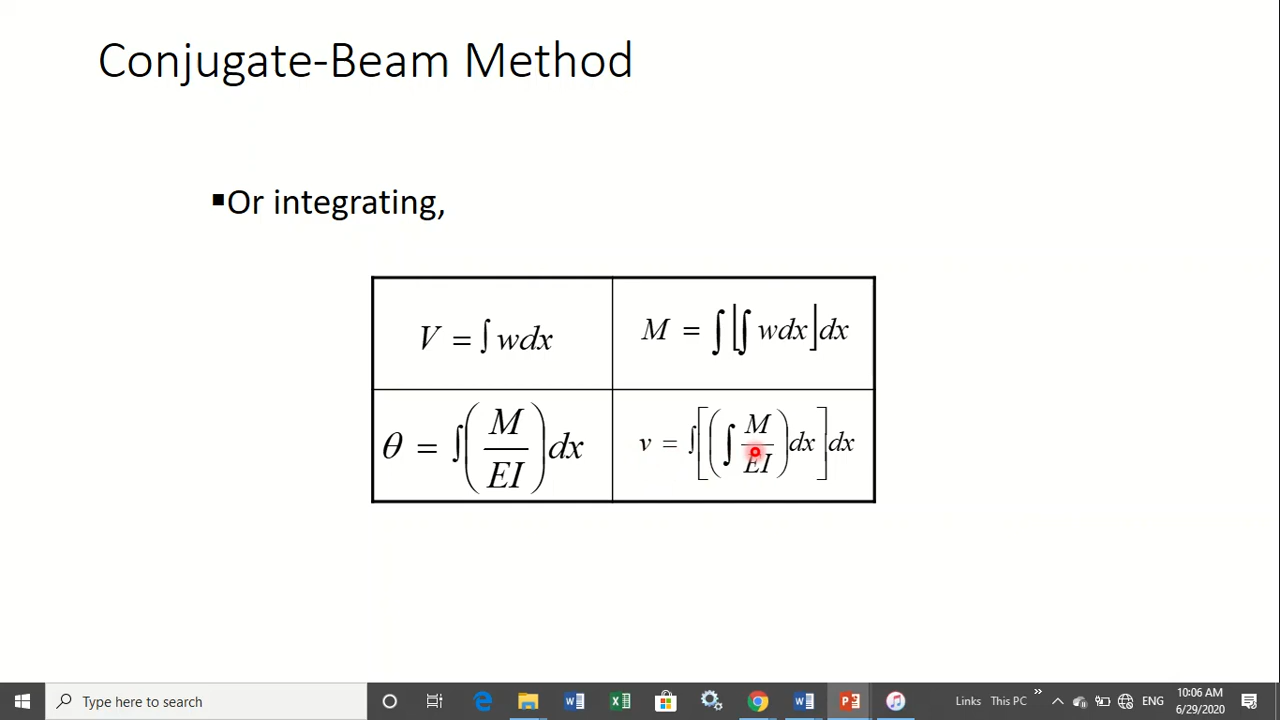 Conjugate-Beam Method
▪Or integrating,
V = ∫ wdx
M = ∫ [∫ wdx] dx
θ = ∫ (M/EI) dx
v = ∫ [(∫ M/EI) dx] dx
Type here to search
Links This PC » ENG 10:06 AM
6/29/2020